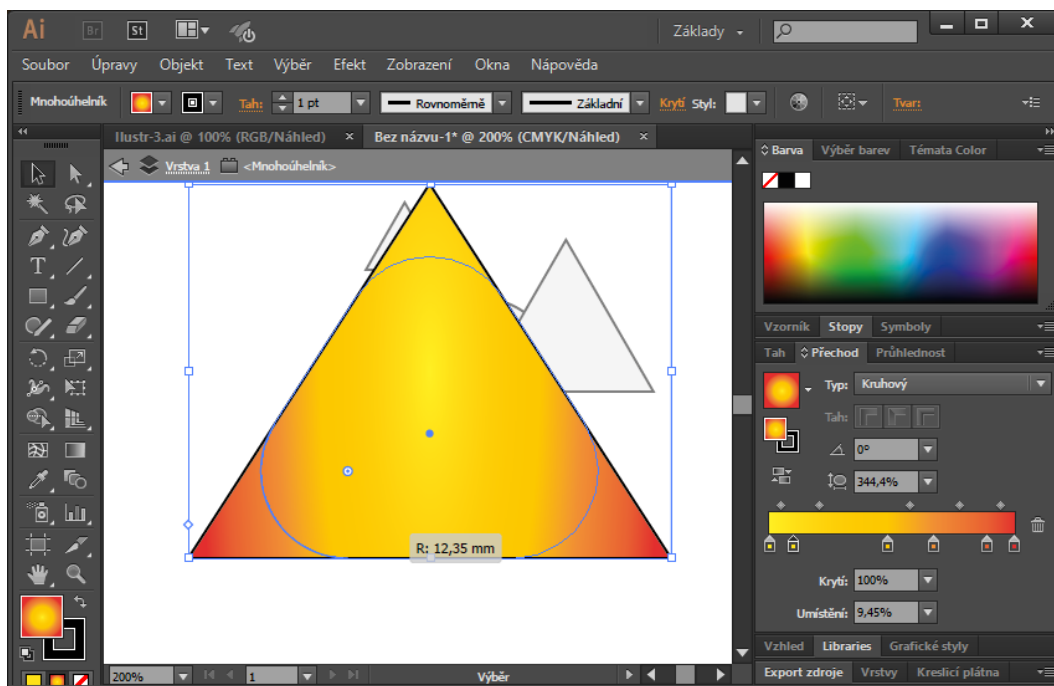 Ai Br St Základy
Soubor Úpravy Objekt Text Výběr Efekt Zobrazení Okna Nápověda
Mnohoúhelník Tah: 1 pt Rovnoměrně Základní Krytí Styl: Tvar:
Ilustr-3.ai @ 100% (RGB/Náhled) × Bez názvu-1* @ 200% (CMYK/Náhled) ×
Vrstva 1 <Mnohoúhelník>
R: 12,35 mm
200% 1 Výběr
Barva Výběr barev Témata Color
Vzorník Stopy Symboly
Tah Přechod Průhlednost
Typ: Kruhový
Tah:
0°
344,4%
Krytí: 100%
Umístění: 9,45%
Vzhled Libraries Grafické styly
Export zdroje Vrstvy Kreslicí plátna